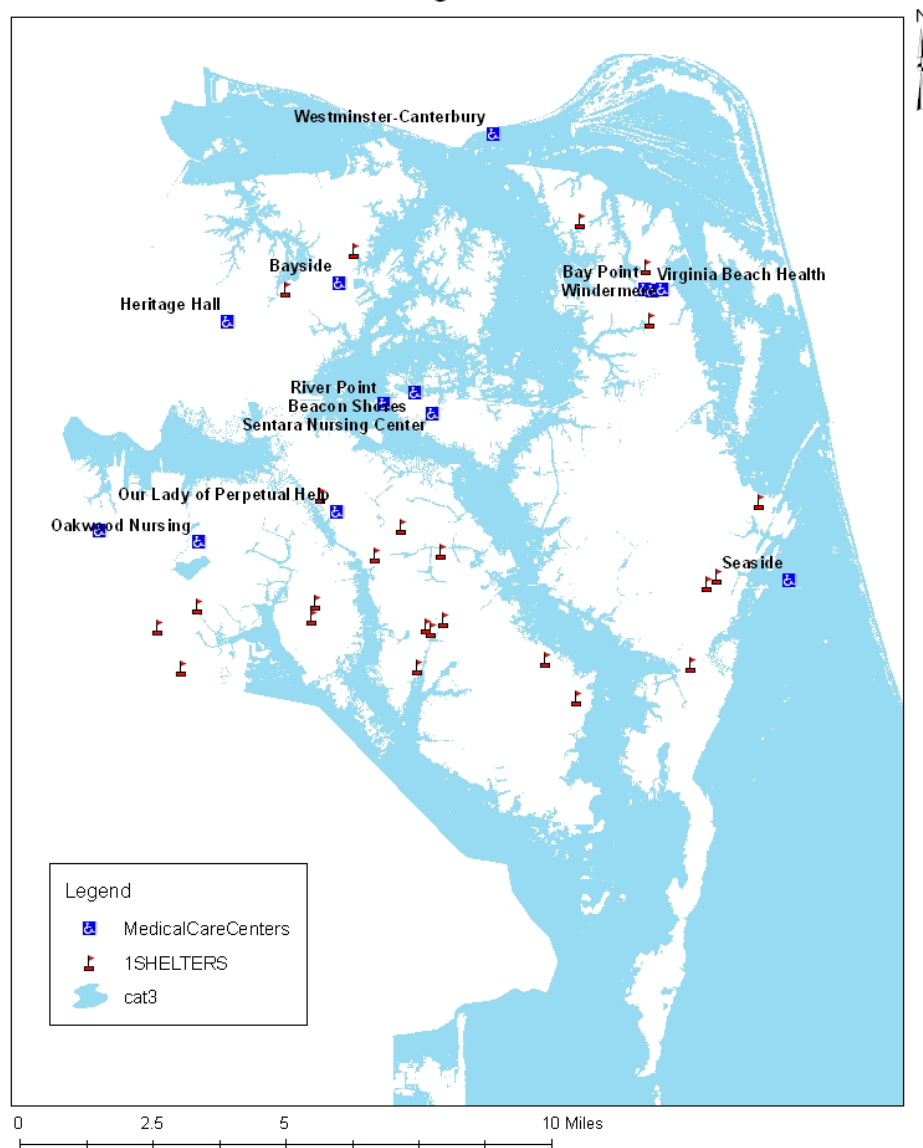 N
Westminster-Canterbury
Bayside
Bay Point
Virginia Beach Health
Windermere
Heritage Hall
River Point
Beacon Shores
Sentara Nursing Center
Our Lady of Perpetual Help
Oakwood Nursing
Seaside
Legend
MedicalCareCenters
1SHELTERS
cat3
0 2.5 5 10 Miles